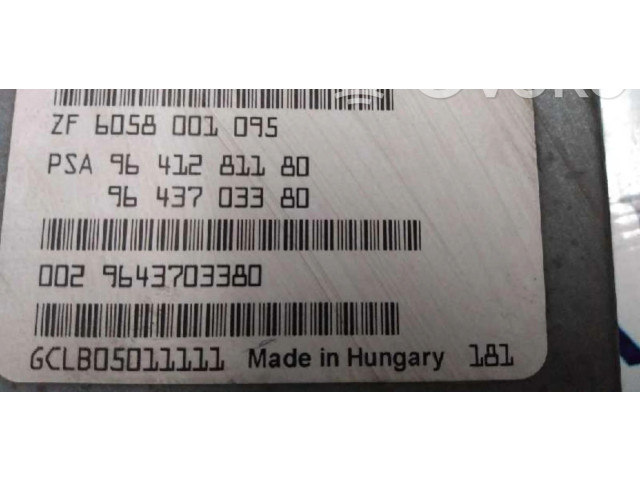 ZF 6058 001 095
PSA 96 412 811 80
96 437 033 80
002 9643703380
GCLB05011111 Made in Hungary 181